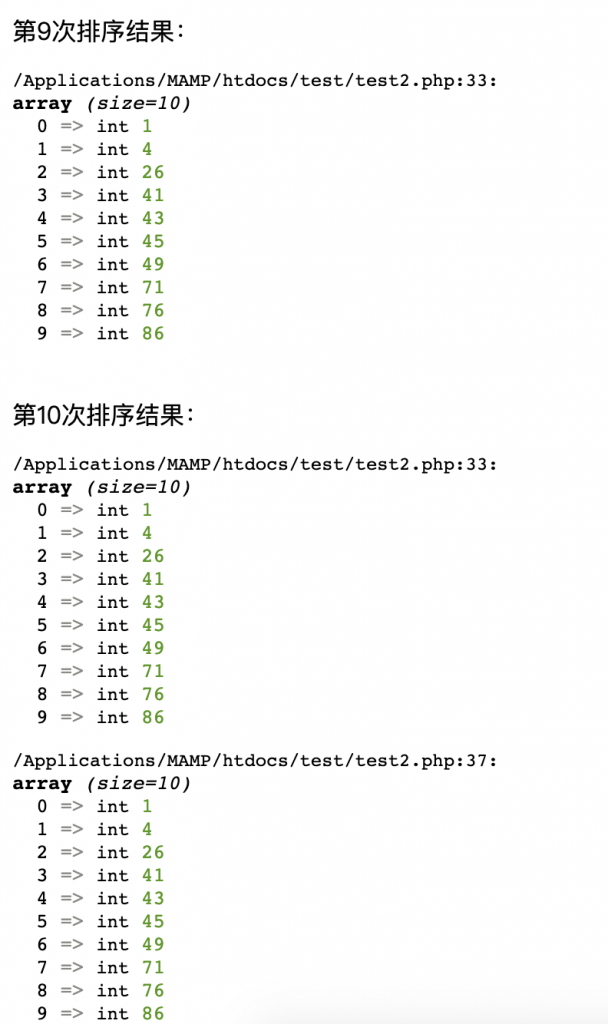 第9次排序结果：
/Applications/MAMP/htdocs/test/test2.php:33:
array (size=10)
0 => int 1
1 => int 4
2 => int 26
3 => int 41
4 => int 43
5 => int 45
6 => int 49
7 => int 71
8 => int 76
9 => int 86
第10次排序结果：
/Applications/MAMP/htdocs/test/test2.php:33:
array (size=10)
0 => int 1
1 => int 4
2 => int 26
3 => int 41
4 => int 43
5 => int 45
6 => int 49
7 => int 71
8 => int 76
9 => int 86
/Applications/MAMP/htdocs/test/test2.php:37:
array (size=10)
0 => int 1
1 => int 4
2 => int 26
3 => int 41
4 => int 43
5 => int 45
6 => int 49
7 => int 71
8 => int 76
9 => int 86